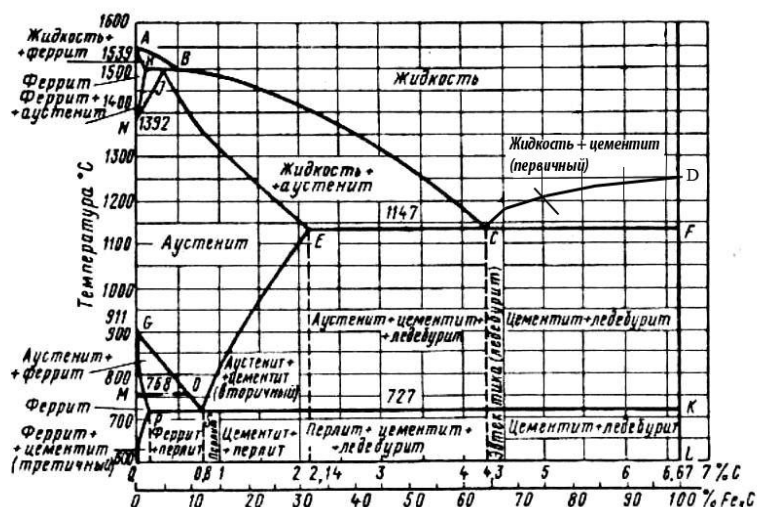 1600
Жидкость+
+феррит
1539
1500
Феррит
Феррит+
+аустенит
1400
N
1392
A
H
B
J
Жидкость
1300
Жидкость + цементит
(первичный)
Жидкость+
+аустенит
1200
D
1147
E
C
F
1100
Аустенит
Температура °С
1000
911
900
G
Аустенит+цементит+
+ледебурит
Цементит+ледебурит
Эвтектика (ледебурит)
Аустенит+
+феррит
800
Аустенит+
+цементит
(вторичный)
M
768
O
727
K
Феррит
700
P
S
Феррит+
+цементит
(третичный)
Феррит
+перлит
Перлит
Цементит+
+перлит
Перлит+цементит+
+ледебурит
Цементит+ледебурит
L
0
0,8
1
2
2,14
3
4
4,3
5
6
6,67
7 % С
0
10
20
30
40
50
60
70
80
90
100
% Fe₃C